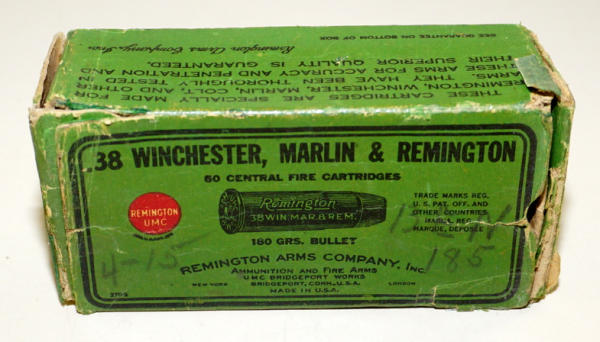 THESE CARTRIDGES ARE SPECIALLY MADE FOR
REMINGTON, WINCHESTER, MARLIN, COLT, AND OTHER
ARMS. THEY HAVE BEEN THOROUGHLY TESTED IN
THESE ARMS FOR ACCURACY AND PENETRATION AND
THEIR SUPERIOR QUALITY IS GUARANTEED.
Remington Arms Company, Inc.
SEE GUARANTEE ON BOTTOM OF BOX
.38 WINCHESTER, MARLIN & REMINGTON
50 CENTRAL FIRE CARTRIDGES
REMINGTON
UMC
Remington
38 WIN. MAR. & REM.
180 GRS. BULLET
TRADE MARKS REG.
U.S. PAT. OFF. AND
OTHER COUNTRIES
MARCA REG.
MARQUE, DEPOSÉE
4-15
185
REMINGTON ARMS COMPANY, Inc.
AMMUNITION AND FIRE ARMS
UMC BRIDGEPORT WORKS
NEW YORK BRIDGEPORT, CONN., U.S.A. LONDON
MADE IN U.S.A.